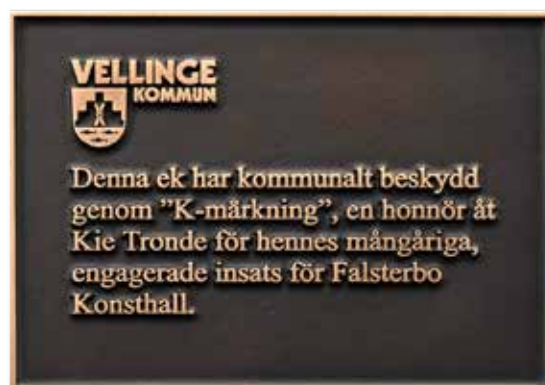 VELLINGE
KOMMUN
Denna ek har kommunalt beskydd
genom ”K-märkning”, en honnör åt
Kie Tronde för hennes mångåriga,
engagerade insats för Falsterbo
Konsthall.